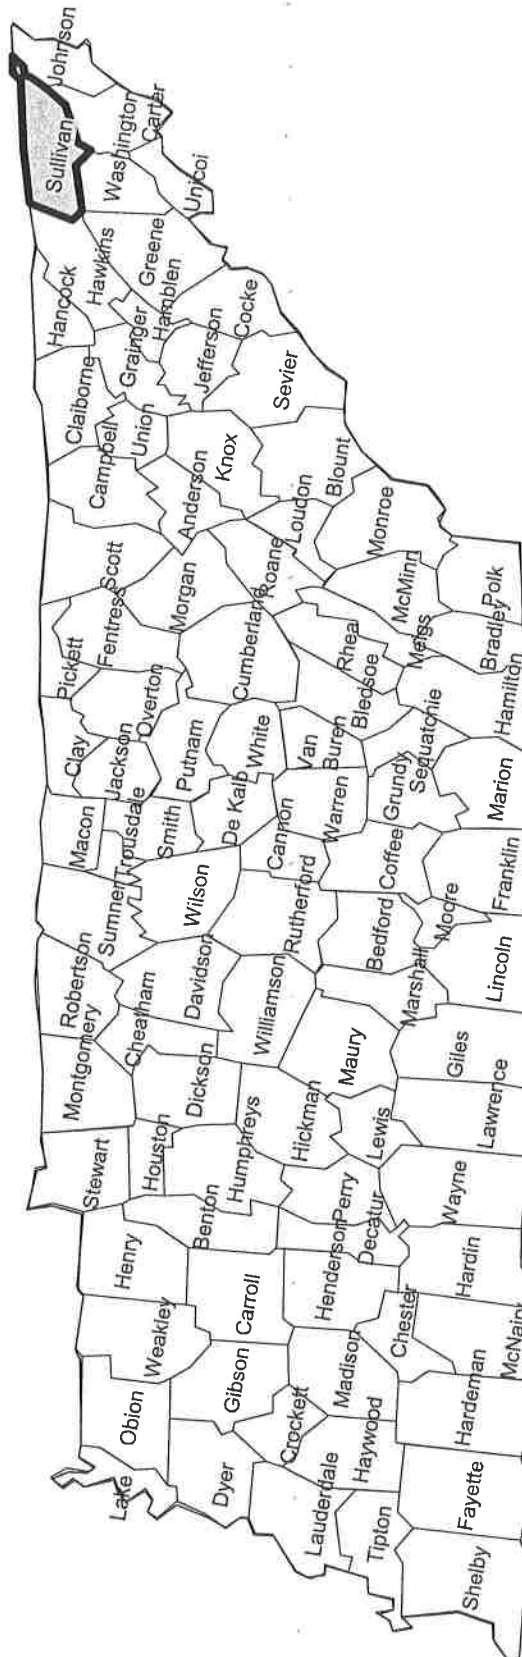 Lake
Obion
Weakley
Henry
Stewart
Montgomery
Robertson
Sumner
Macon
Clay
Pickett
Scott
Campbell
Claiborne
Hancock
Hawkins
Sullivan
Johnson
Dyer
Gibson
Carroll
Benton
Houston
Humphreys
Dickson
Cheatham
Davidson
Wilson
Trousdale
Smith
Jackson
Overton
Fentress
Putnam
Morgan
Anderson
Union
Grainger
Hamblen
Greene
Washington
Carter
Unicoi
Lauderdale
Crockett
Haywood
Madison
Henderson
Perry
Decatur
Hickman
Williamson
Rutherford
Cannon
De Kalb
White
Cumberland
Roane
Loudon
Knox
Jefferson
Cocke
Sevier
Blount
Tipton
Chester
Lewis
Maury
Marshall
Bedford
Coffee
Warren
Van
Buren
Grundy
Sequatchie
Bledsoe
Rhea
Meigs
McMinn
Monroe
Shelby
Fayette
Hardeman
McNairy
Hardin
Wayne
Lawrence
Giles
Lincoln
Moore
Franklin
Marion
Hamilton
Bradley
Polk